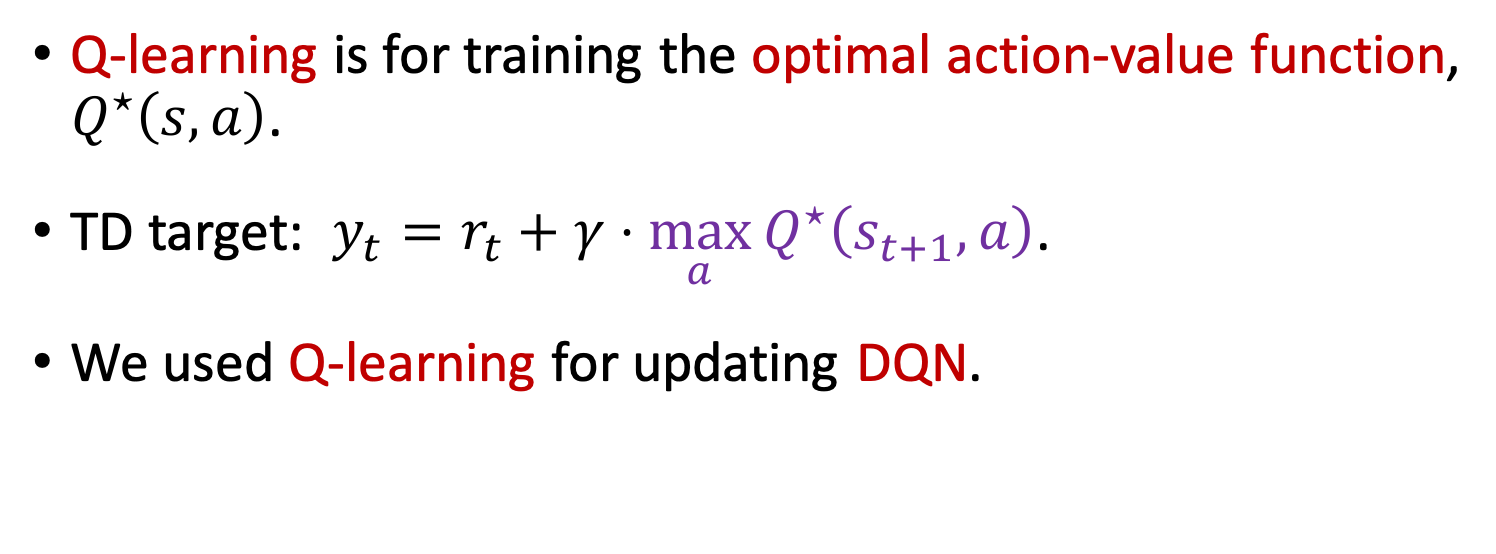 • Q-learning is for training the optimal action-value function,
Q⋆(s, a).
• TD target: yₜ = rₜ + γ · max Q⋆(sₜ₊₁, a).
a
• We used Q-learning for updating DQN.